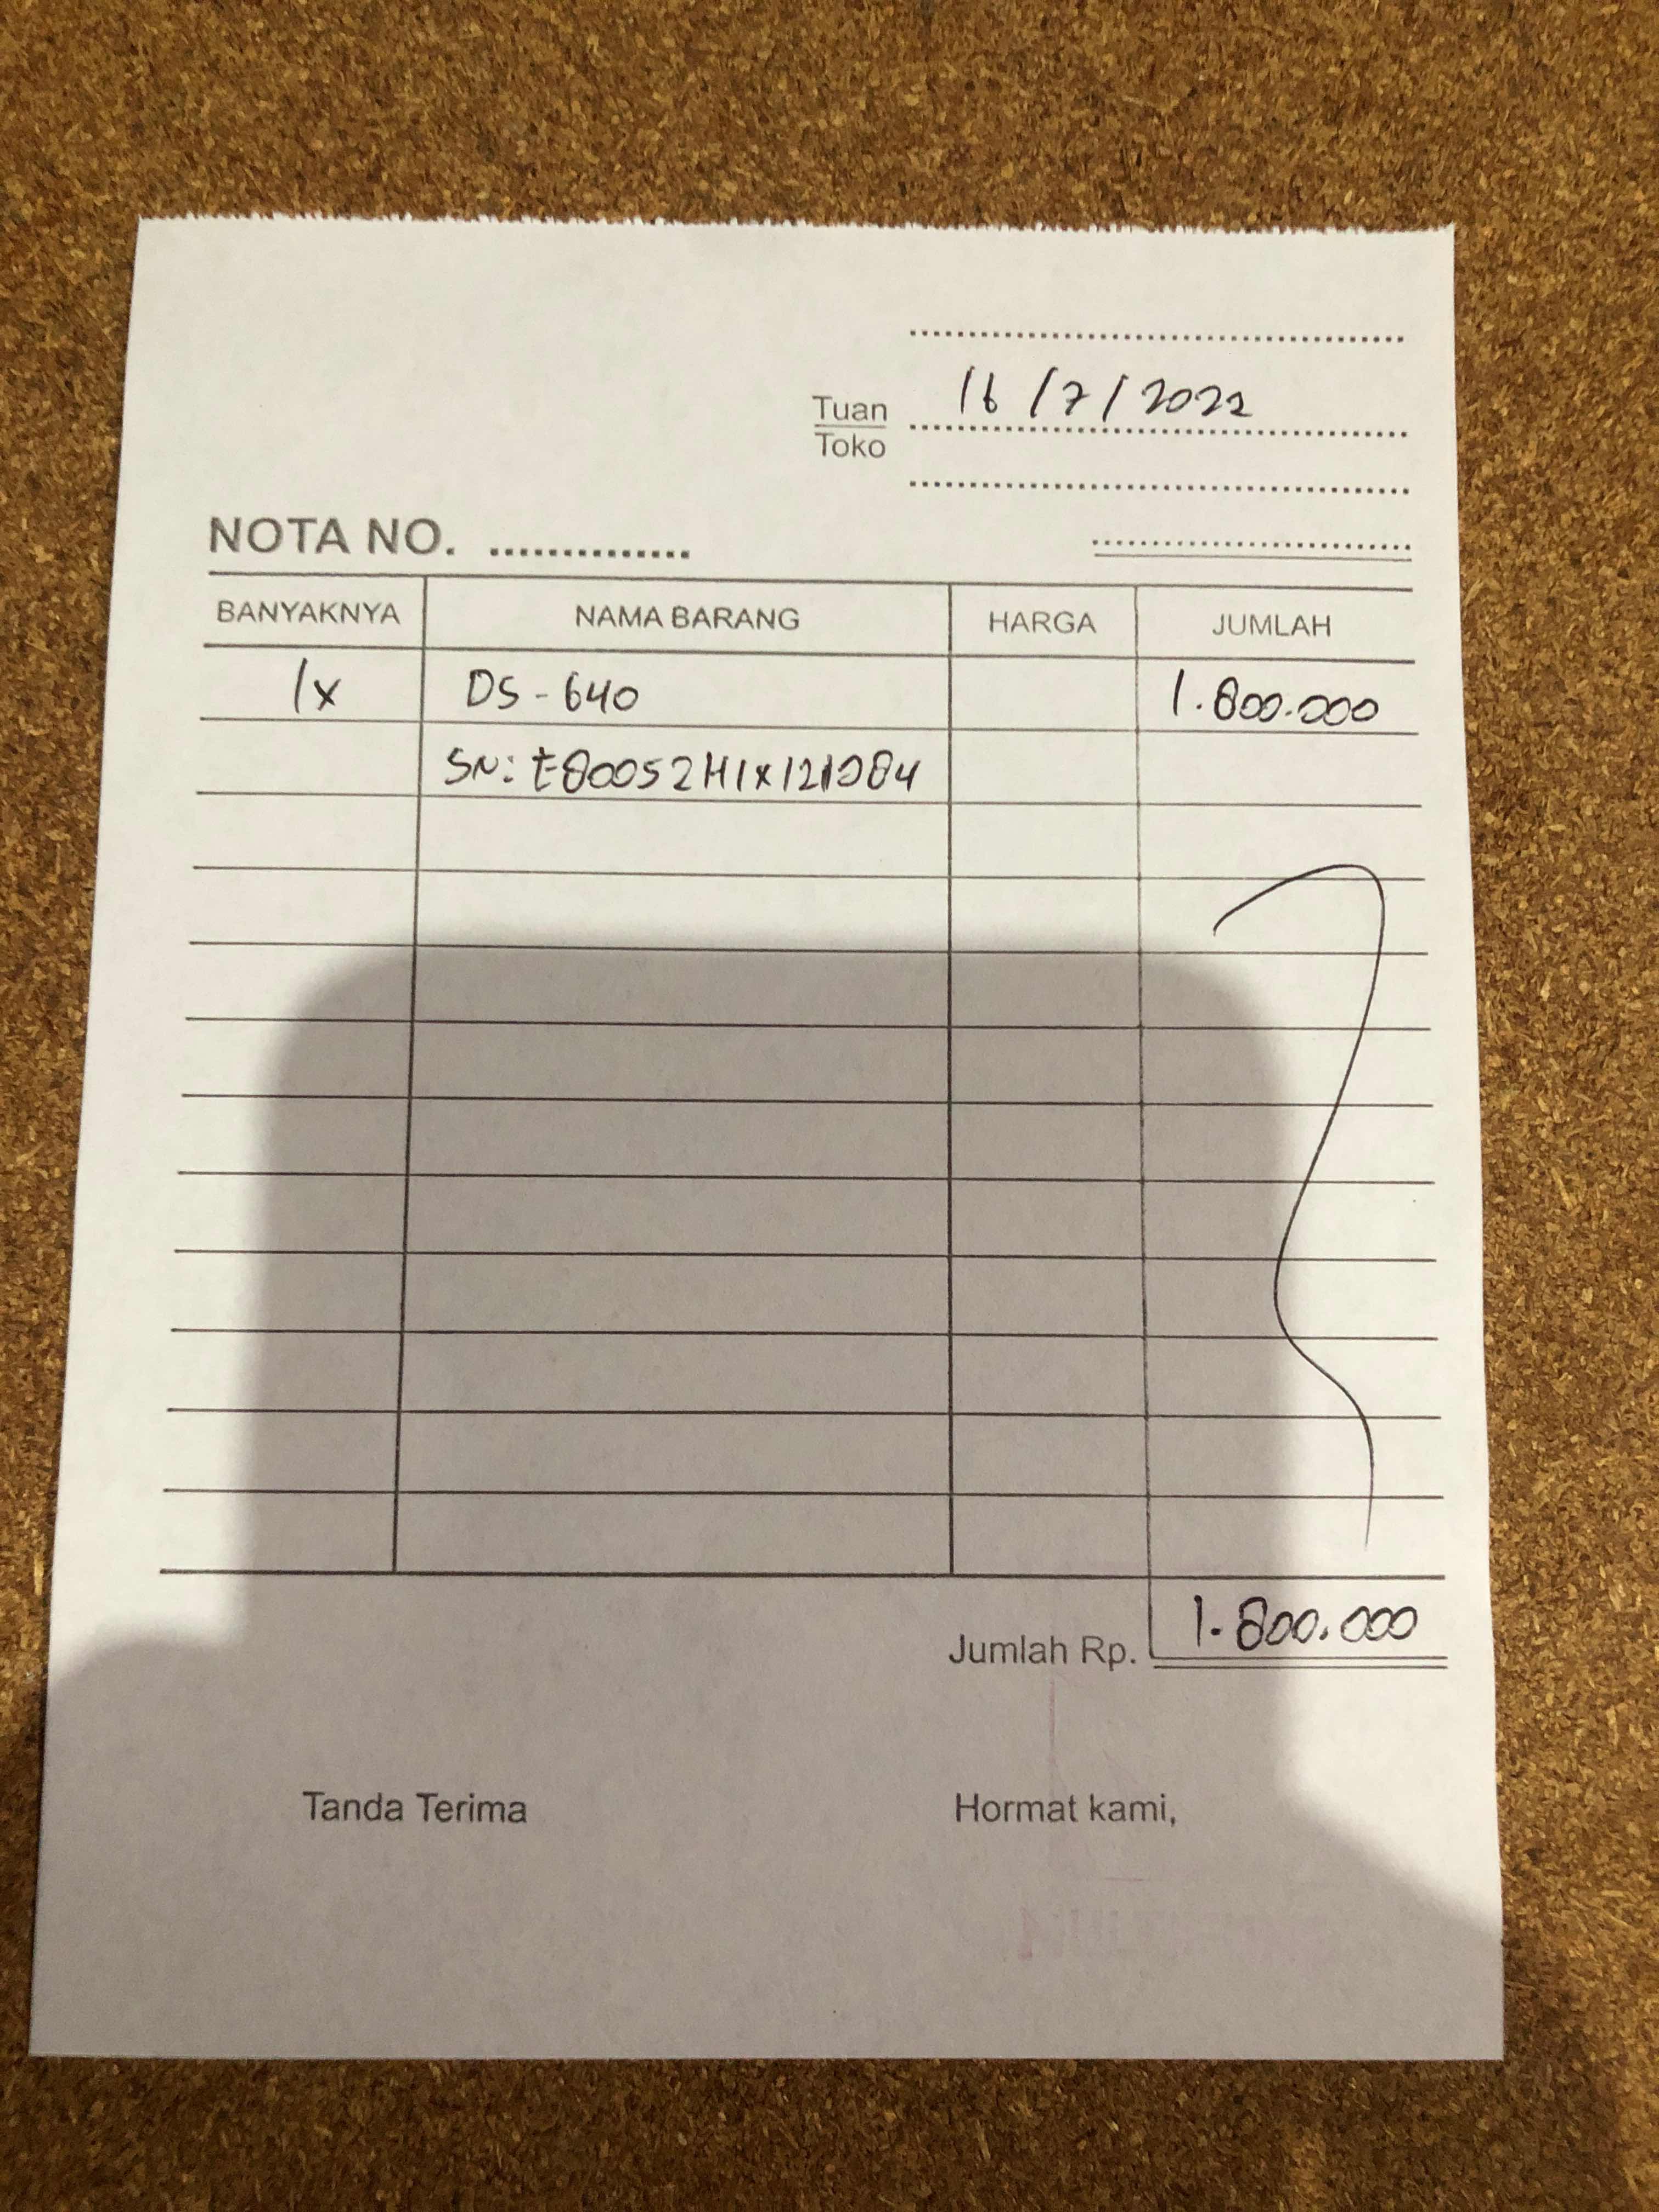 16/7/2022
Tuan
Toko
NOTA NO. ..............
BANYAKNYA NAMA BARANG HARGA JUMLAH
1x DS-640 1.800.000
SN: E80052H1x121084
Jumlah Rp. 1.800.000
Tanda Terima Hormat kami,